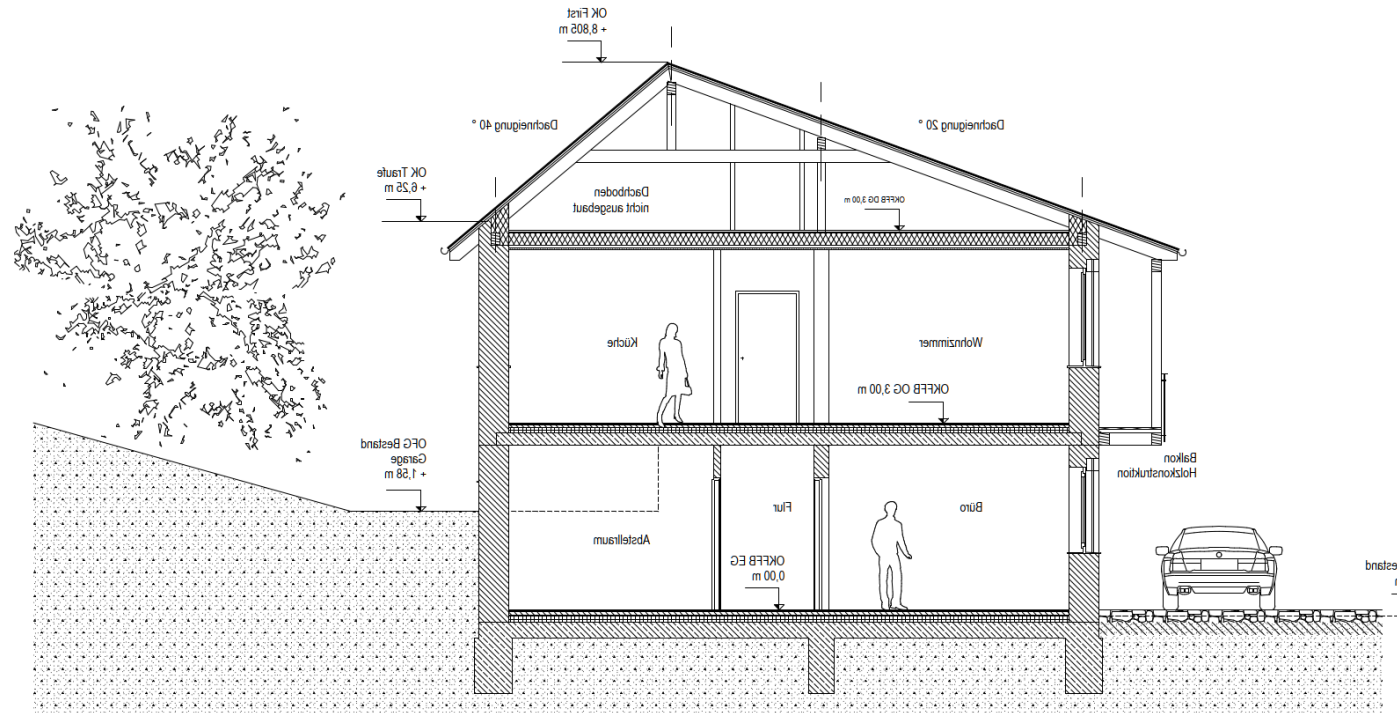 OK First
+ 8,805 m
Dachneigung 40 °
Dachneigung 20 °
OK Traufe
+ 6,25 m
Dachboden
nicht ausgebaut
OKFFB DG 3,00 m
Küche
Wohnzimmer
OKFFB OG 3,00 m
OFG Bestand
Garage
+ 1,58 m
Balkon
Holzkonstruktion
Flur
Büro
Abstellraum
OKFFB EG
0,00 m
estand
m